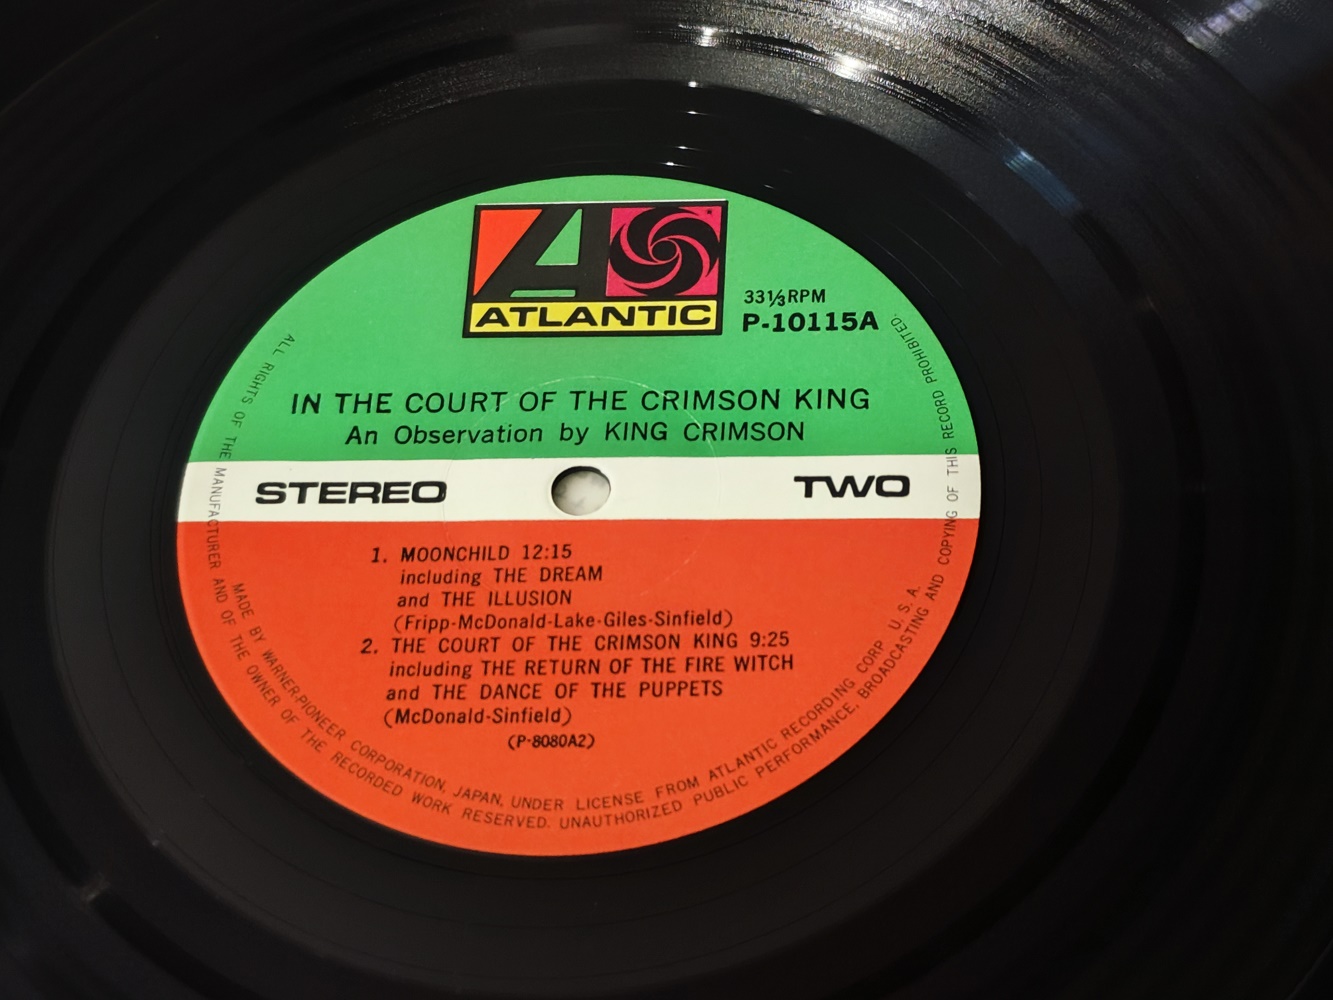 ATLANTIC
33⅓RPM
P-10115A
IN THE COURT OF THE CRIMSON KING
An Observation by KING CRIMSON
STEREO
TWO
1. MOONCHILD 12:15
including THE DREAM
and THE ILLUSION
(Fripp-McDonald-Lake-Giles-Sinfield)
2. THE COURT OF THE CRIMSON KING 9:25
including THE RETURN OF THE FIRE WITCH
and THE DANCE OF THE PUPPETS
(McDonald-Sinfield)
(P-8080A2)
MADE BY WARNER-PIONEER CORPORATION, JAPAN, UNDER LICENSE FROM ATLANTIC RECORDING CORP. U.S.A.
ALL RIGHTS OF THE MANUFACTURER AND OF THE OWNER OF THE RECORDED WORK RESERVED. UNAUTHORIZED PUBLIC PERFORMANCE, BROADCASTING AND COPYING OF THIS RECORD PROHIBITED.